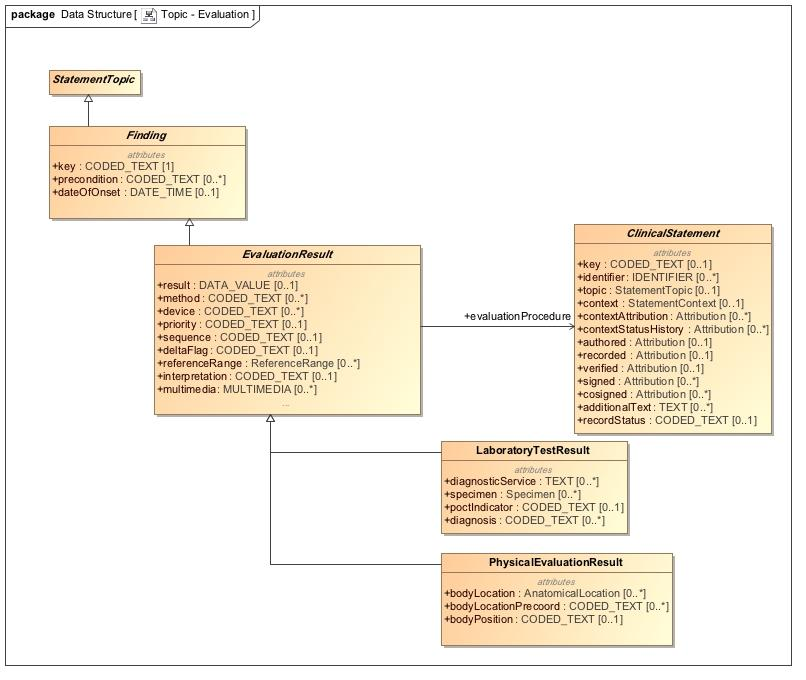 package Data Structure [ Topic - Evaluation ]
StatementTopic
Finding
attributes
+key : CODED_TEXT [1]
+precondition : CODED_TEXT [0..*]
+dateOfOnset : DATE_TIME [0..1]
EvaluationResult
attributes
+result : DATA_VALUE [0..1]
+method : CODED_TEXT [0..*]
+device : CODED_TEXT [0..*]
+priority : CODED_TEXT [0..1]
+sequence : CODED_TEXT [0..1]
+deltaFlag : CODED_TEXT [0..1]
+referenceRange : ReferenceRange [0..*]
+interpretation : CODED_TEXT [0..1]
+multimedia : MULTIMEDIA [0..*]
...
+evaluationProcedure
ClinicalStatement
attributes
+key : CODED_TEXT [0..1]
+identifier : IDENTIFIER [0..*]
+topic : StatementTopic [0..1]
+context : StatementContext [0..1]
+contextAttribution : Attribution [0..*]
+contextStatusHistory : Attribution [0..*]
+authored : Attribution [0..1]
+recorded : Attribution [0..1]
+verified : Attribution [0..1]
+signed : Attribution [0..*]
+cosigned : Attribution [0..*]
+additionalText : TEXT [0..*]
+recordStatus : CODED_TEXT [0..1]
LaboratoryTestResult
attributes
+diagnosticService : TEXT [0..*]
+specimen : Specimen [0..*]
+poctIndicator : CODED_TEXT [0..1]
+diagnosis : CODED_TEXT [0..*]
PhysicalEvaluationResult
attributes
+bodyLocation : AnatomicalLocation [0..*]
+bodyLocationPrecoord : CODED_TEXT [0..*]
+bodyPosition : CODED_TEXT [0..1]